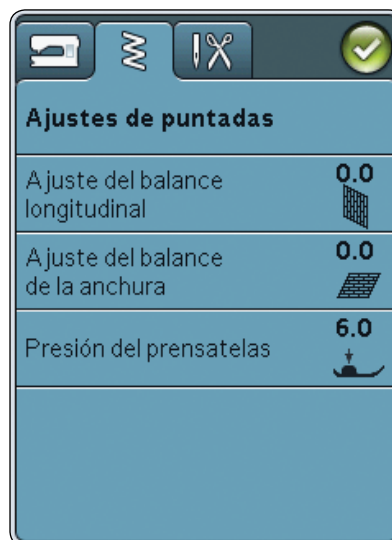 Ajustes de puntadas
Ajuste del balance
longitudinal
0.0
Ajuste del balance
de la anchura
0.0
Presión del prensatelas
6.0